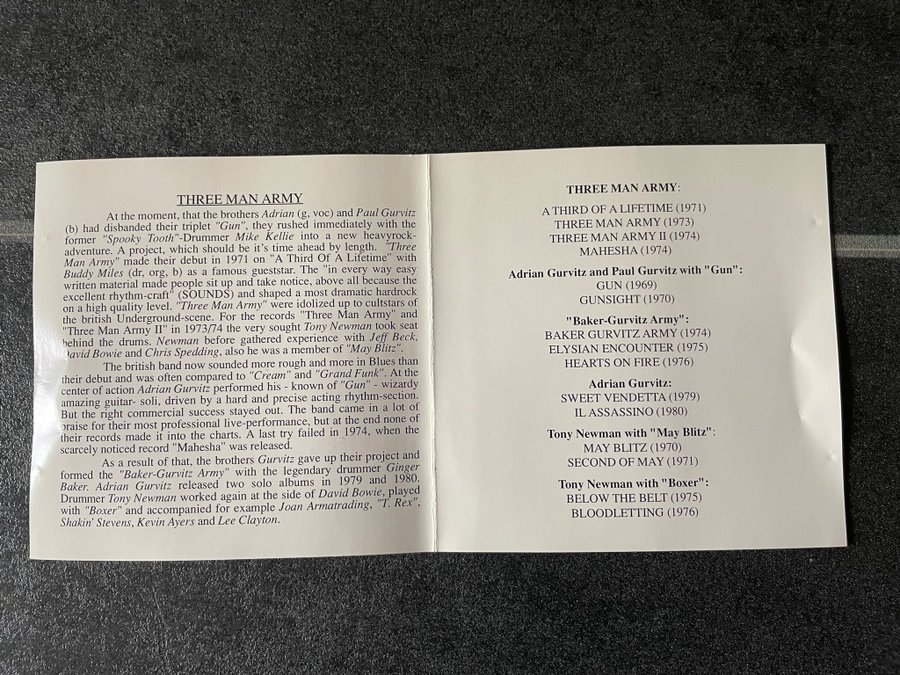 THREE MAN ARMY
At the moment, that the brothers Adrian (g, voc) and Paul Gurvitz
(b) had disbanded their triplet "Gun", they rushed immediately with the
former "Spooky Tooth"-Drummer Mike Kellie into a new heavyrock-
adventure. A project, which should be it's time ahead by length. "Three
Man Army" made their debut in 1971 on "A Third Of A Lifetime" with
Buddy Miles (dr, org, b) as a famous gueststar. The "in every way easy
written material made people sit up and take notice, above all because the
excellent rhythm-craft" (SOUNDS) and shaped a most dramatic hardrock
on a high quality level. "Three Man Army" were idolized up to cultstars of
the british Underground-scene. For the records "Three Man Army" and
"Three Man Army II" in 1973/74 the very sought Tony Newman took seat
behind the drums. Newman before gathered experience with Jeff Beck,
David Bowie and Chris Spedding, also he was a member of "May Blitz".
The british band now sounded more rough and more in Blues than
their debut and was often compared to "Cream" and "Grand Funk". At the
center of action Adrian Gurvitz performed his - known of "Gun" - wizardy
amazing guitar- soli, driven by a hard and precise acting rhythm-section.
But the right commercial success stayed out. The band came in a lot of
praise for their most professional live-performance, but at the end none of
their records made it into the charts. A last try failed in 1974, when the
scarcely noticed record "Mahesha" was released.
As a result of that, the brothers Gurvitz gave up their project and
formed the "Baker-Gurvitz Army" with the legendary drummer Ginger
Baker. Adrian Gurvitz released two solo albums in 1979 and 1980.
Drummer Tony Newman worked again at the side of David Bowie, played
with "Boxer" and accompanied for example Joan Armatrading, "T. Rex",
Shakin' Stevens, Kevin Ayers and Lee Clayton.
THREE MAN ARMY:
A THIRD OF A LIFETIME (1971)
THREE MAN ARMY (1973)
THREE MAN ARMY II (1974)
MAHESHA (1974)
Adrian Gurvitz and Paul Gurvitz with "Gun":
GUN (1969)
GUNSIGHT (1970)
"Baker-Gurvitz Army":
BAKER GURVITZ ARMY (1974)
ELYSIAN ENCOUNTER (1975)
HEARTS ON FIRE (1976)
Adrian Gurvitz:
SWEET VENDETTA (1979)
IL ASSASSINO (1980)
Tony Newman with "May Blitz":
MAY BLITZ (1970)
SECOND OF MAY (1971)
Tony Newman with "Boxer":
BELOW THE BELT (1975)
BLOODLETTING (1976)